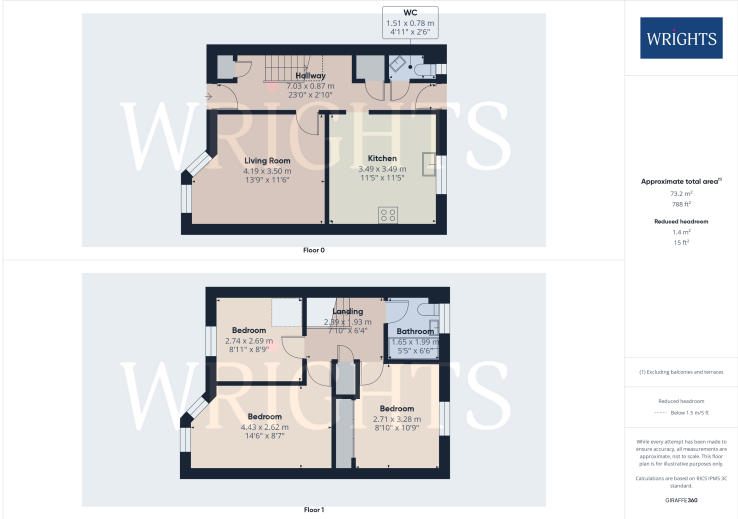 WC
1.51 x 0.78 m
4'11" x 2'6"
Hallway
7.03 x 0.87 m
23'0" x 2'10"
WRIGHTS
Living Room
4.19 x 3.50 m
13'9" x 11'6"
Kitchen
3.49 x 3.49 m
11'5" x 11'5"
Floor 0
Landing
2.39 x 1.93 m
7'10" x 6'4"
Bedroom
2.74 x 2.69 m
8'11" x 8'9"
Bathroom
1.65 x 1.99 m
5'5" x 6'6"
WRIGHTS
Bedroom
4.43 x 2.62 m
14'6" x 8'7"
Bedroom
2.71 x 3.28 m
8'10" x 10'9"
Floor 1
WRIGHTS
Approximate total area(1)
73.2 m²
788 ft²
Reduced headroom
1.4 m²
15 ft²
(1) Excluding balconies and terraces
Reduced headroom
Below 1.5 m/5 ft
While every attempt has been made to
ensure accuracy, all measurements are
approximate, not to scale. This floor
plan is for illustrative purposes only.
Calculations are based on RICS IPMS 3C
standard.
GIRAFFE360